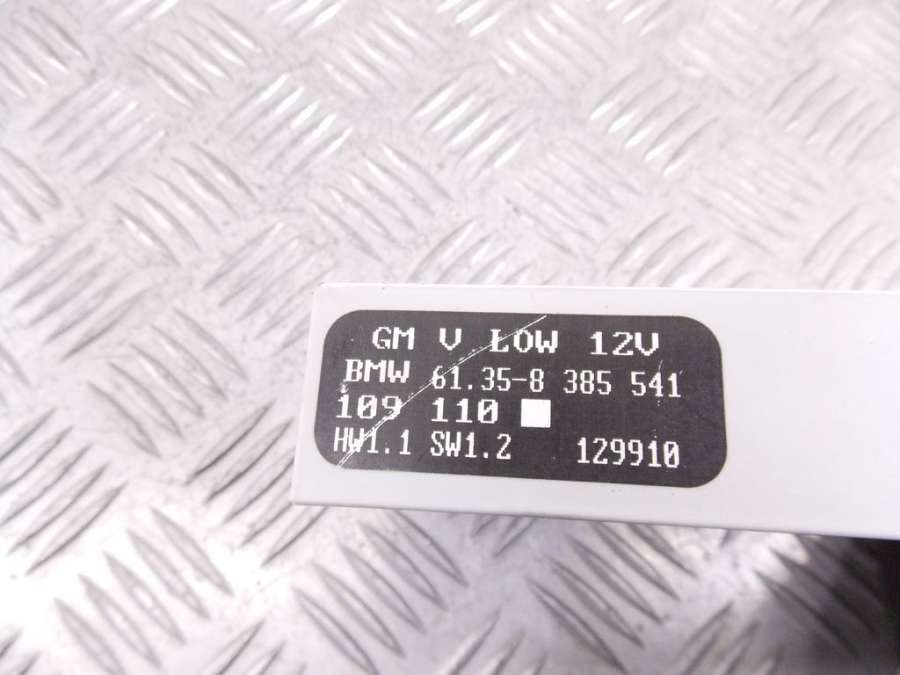 GM V LOW 12V
BMW 61.35-8 385 541
109 110
HW1.1 SW1.2 129910